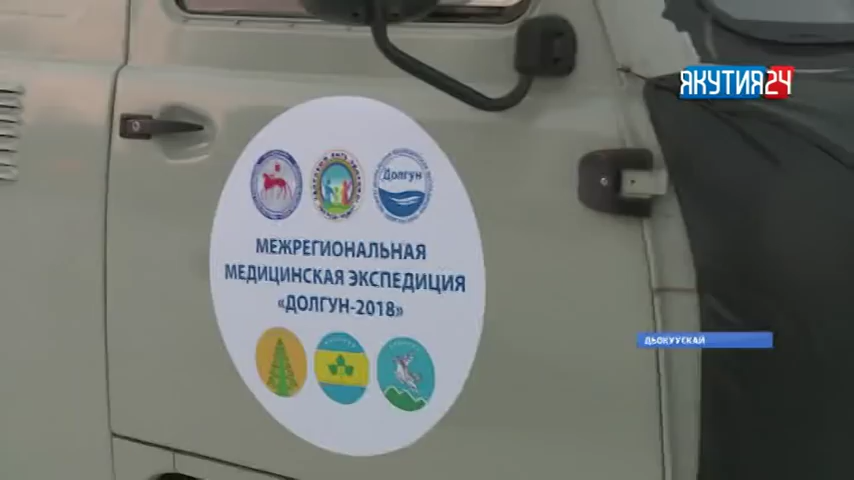 ЯКУТИЯ24
Долгун
МЕЖРЕГИОНАЛЬНАЯ
МЕДИЦИНСКАЯ ЭКСПЕДИЦИЯ
«ДОЛГУН-2018»
ДЬОКУУСКАЙ